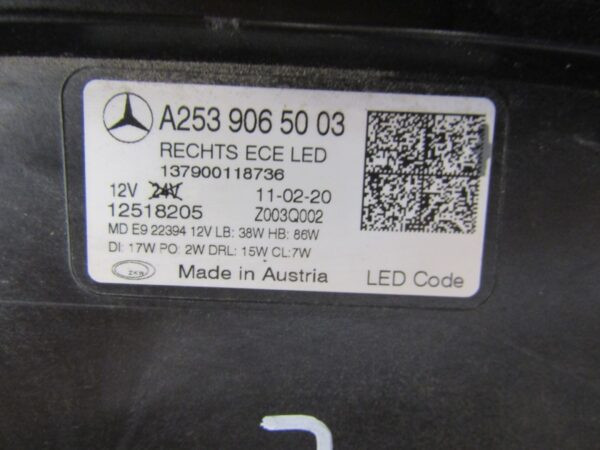 A253 906 50 03
RECHTS ECE LED
137900118736
12V 24V 11-02-20
12518205 Z003Q002
MD E9 22394 12V LB: 38W HB: 86W
DI: 17W PO: 2W DRL: 15W CL:7W
ZKW Made in Austria LED Code